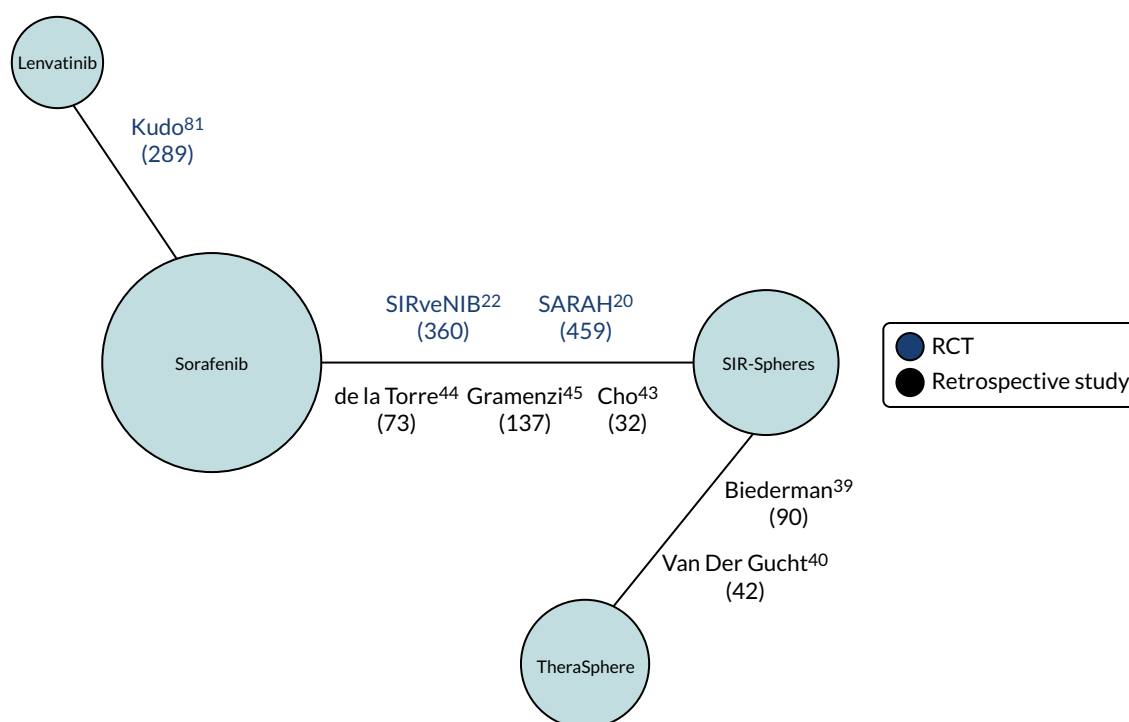 Lenvatinib
Kudo81
(289)
SIRveNIB22
(360)
SARAH20
(459)
Sorafenib
SIR-Spheres
RCT
Retrospective study
de la Torre44
(73)
Gramenzi45
(137)
Cho43
(32)
Biederman39
(90)
Van Der Gucht40
(42)
TheraSphere